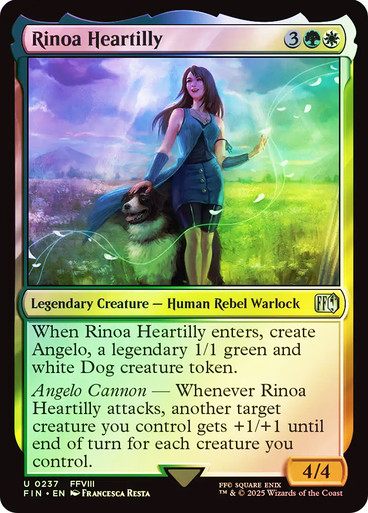 Rinoa Heartilly 3
Legendary Creature — Human Rebel Warlock FFC
When Rinoa Heartilly enters, create
Angelo, a legendary 1/1 green and
white Dog creature token.
Angelo Cannon — Whenever Rinoa
Heartilly attacks, another target
creature you control gets +1/+1 until
end of turn for each creature you
control.
4/4
U 0237 FFVIII
FIN • EN Francesca Resta
FFC SQUARE ENIX
™ & © 2025 Wizards of the Coast